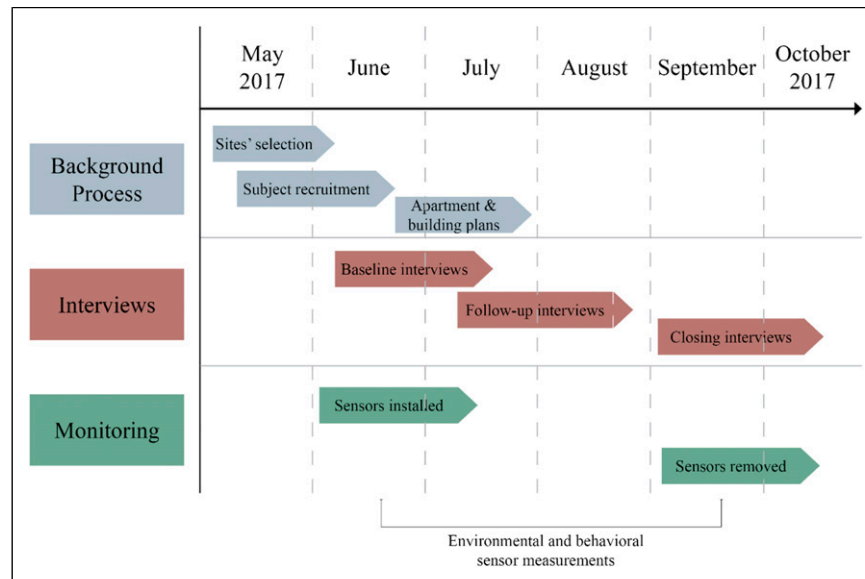 May
2017
June
July
August
September
October
2017
Background
Process
Sites' selection
Subject recruitment
Apartment &
building plans
Interviews
Baseline interviews
Follow-up interviews
Closing interviews
Monitoring
Sensors installed
Sensors removed
Environmental and behavioral
sensor measurements